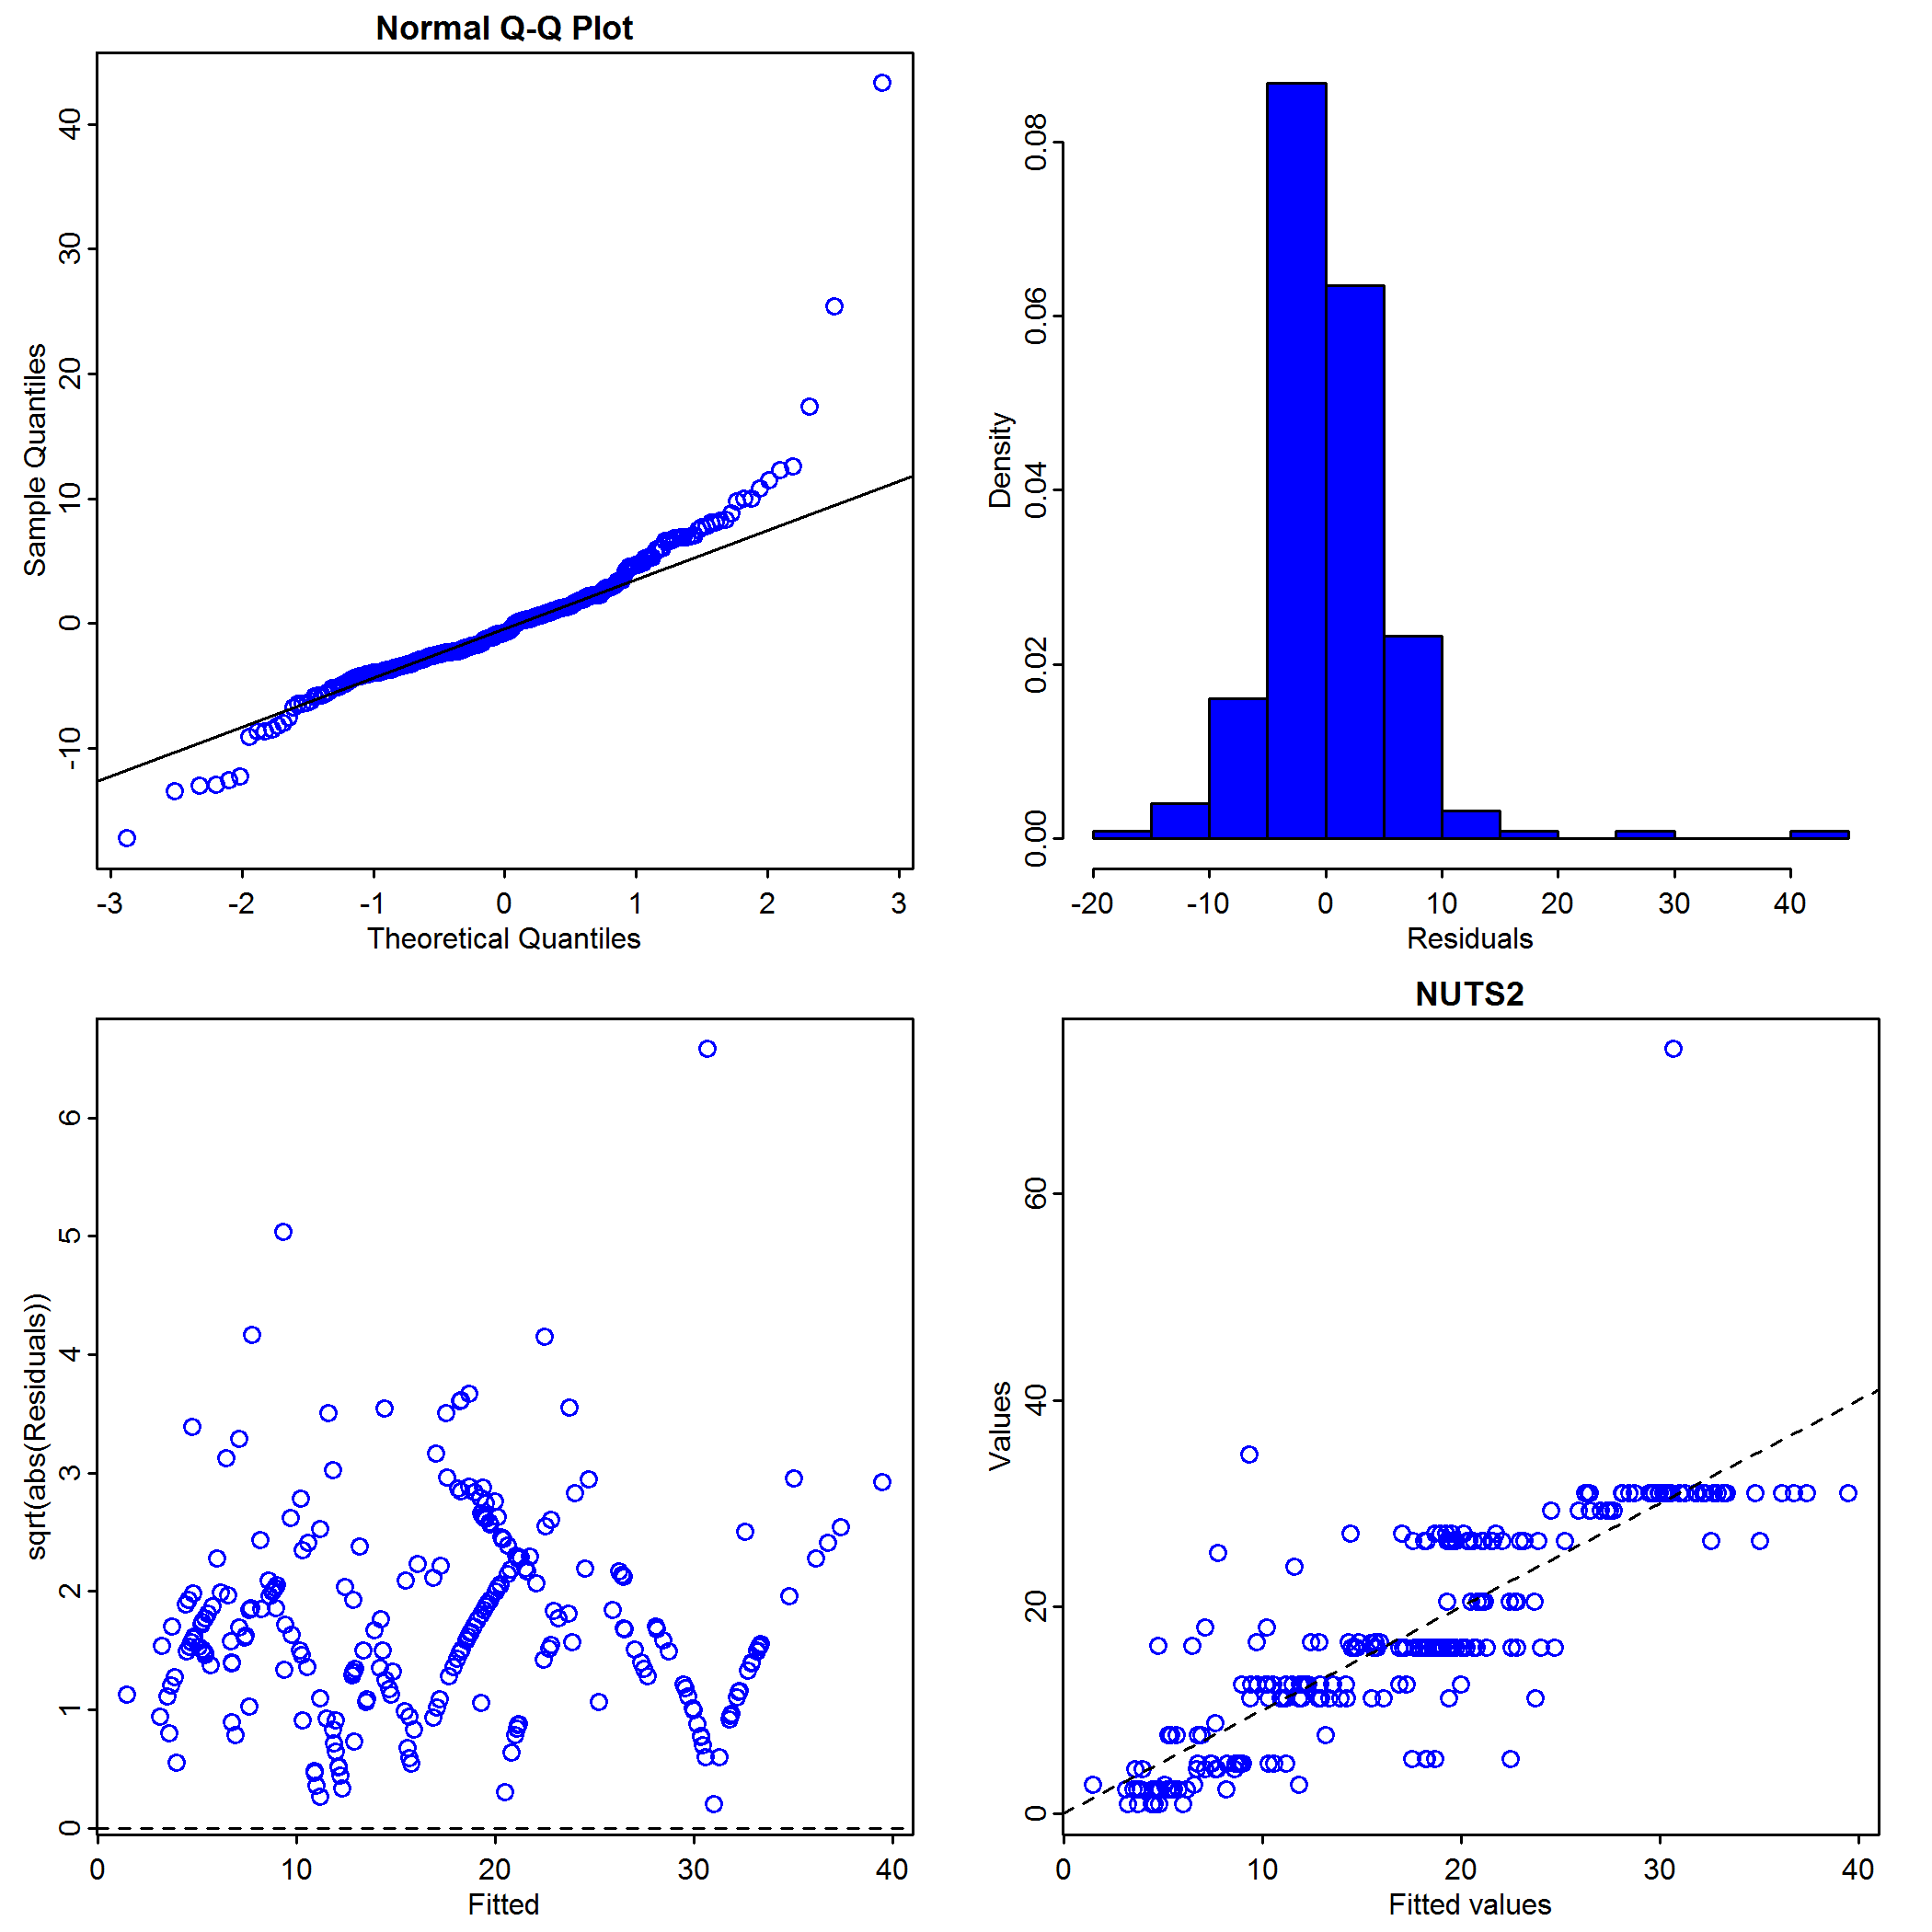 Normal Q-Q Plot
Sample Quantiles
40
30
20
10
0
-10
-3 -2 -1 0 1 2 3
Theoretical Quantiles
Density
0.08
0.06
0.04
0.02
0.00
-20 -10 0 10 20 30 40
Residuals
sqrt(abs(Residuals))
6
5
4
3
2
1
0
0 10 20 30 40
Fitted
NUTS2
Values
60
40
20
0
0 10 20 30 40
Fitted values